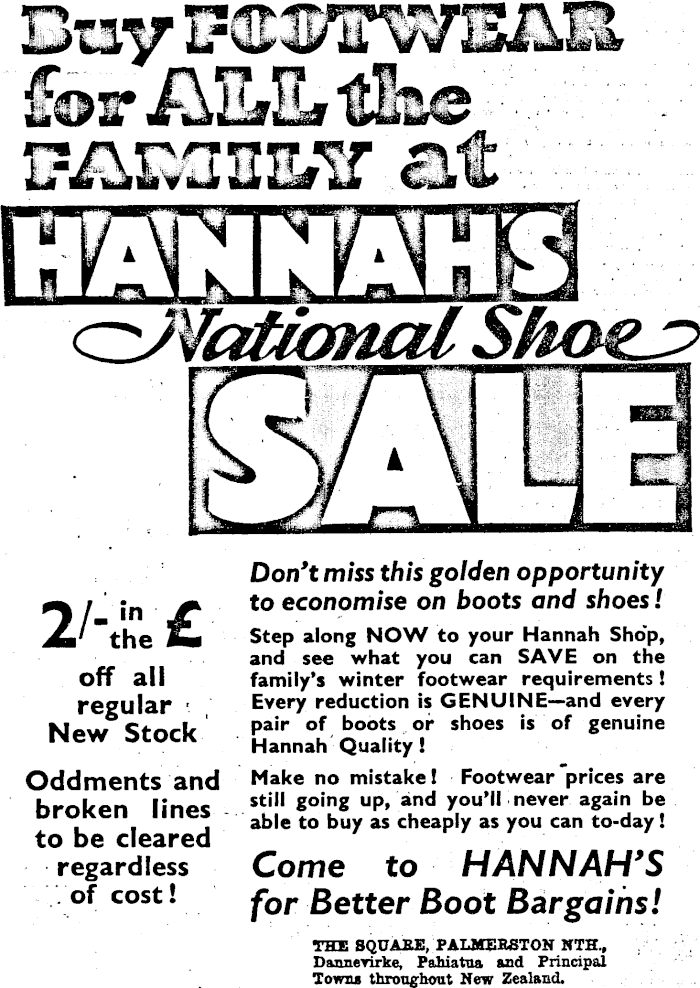 Buy FOOTWEAR
for ALL the
FAMILY at
HANNAHS
National Shoe
SALE
2/- in the £
off all
regular
New Stock
Oddments and
broken lines
to be cleared
regardless
of cost!
Don't miss this golden opportunity
to economise on boots and shoes!
Step along NOW to your Hannah Shop,
and see what you can SAVE on the
family's winter footwear requirements!
Every reduction is GENUINE—and every
pair of boots or shoes is of genuine
Hannah Quality!
Make no mistake! Footwear prices are
still going up, and you'll never again be
able to buy as cheaply as you can to-day!
Come to HANNAH'S
for Better Boot Bargains!
THE SQUARE, PALMERSTON NTH.,
Dannevirke, Pahiatua and Principal
Towns throughout New Zealand.